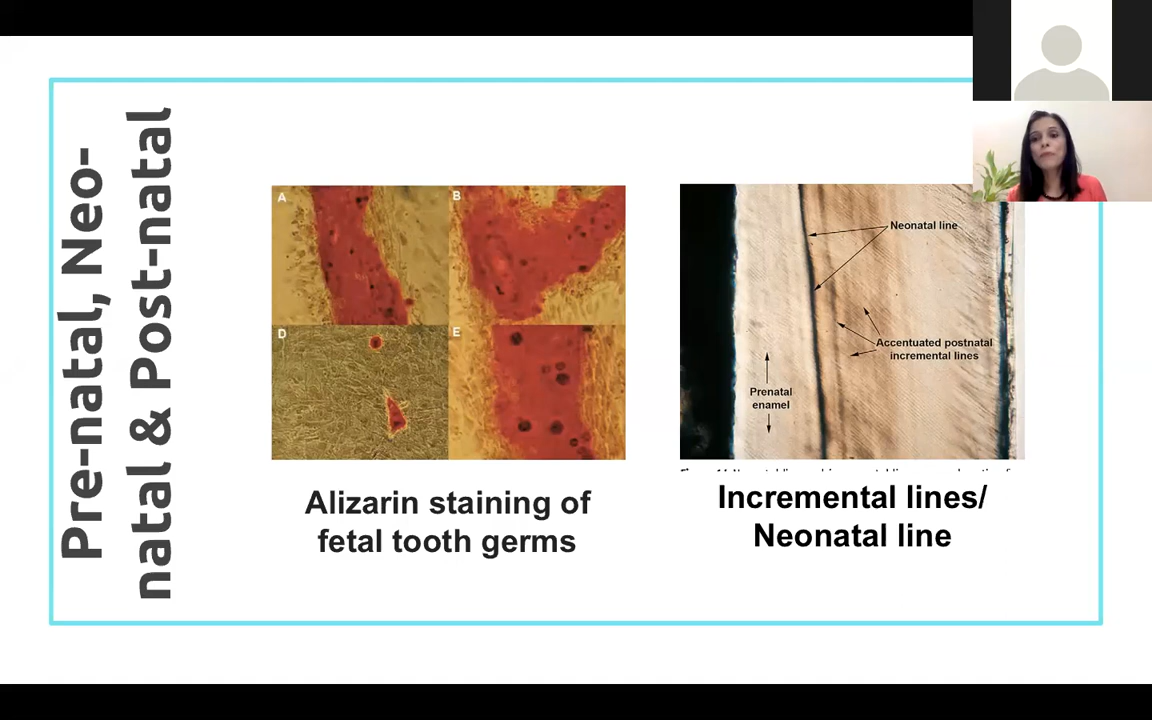 Pre-natal, Neo-
natal & Post-natal
A
B
D
E
Neonatal line
Accentuated postnatal
incremental lines
Prenatal
enamel
Alizarin staining of
fetal tooth germs
Incremental lines/
Neonatal line